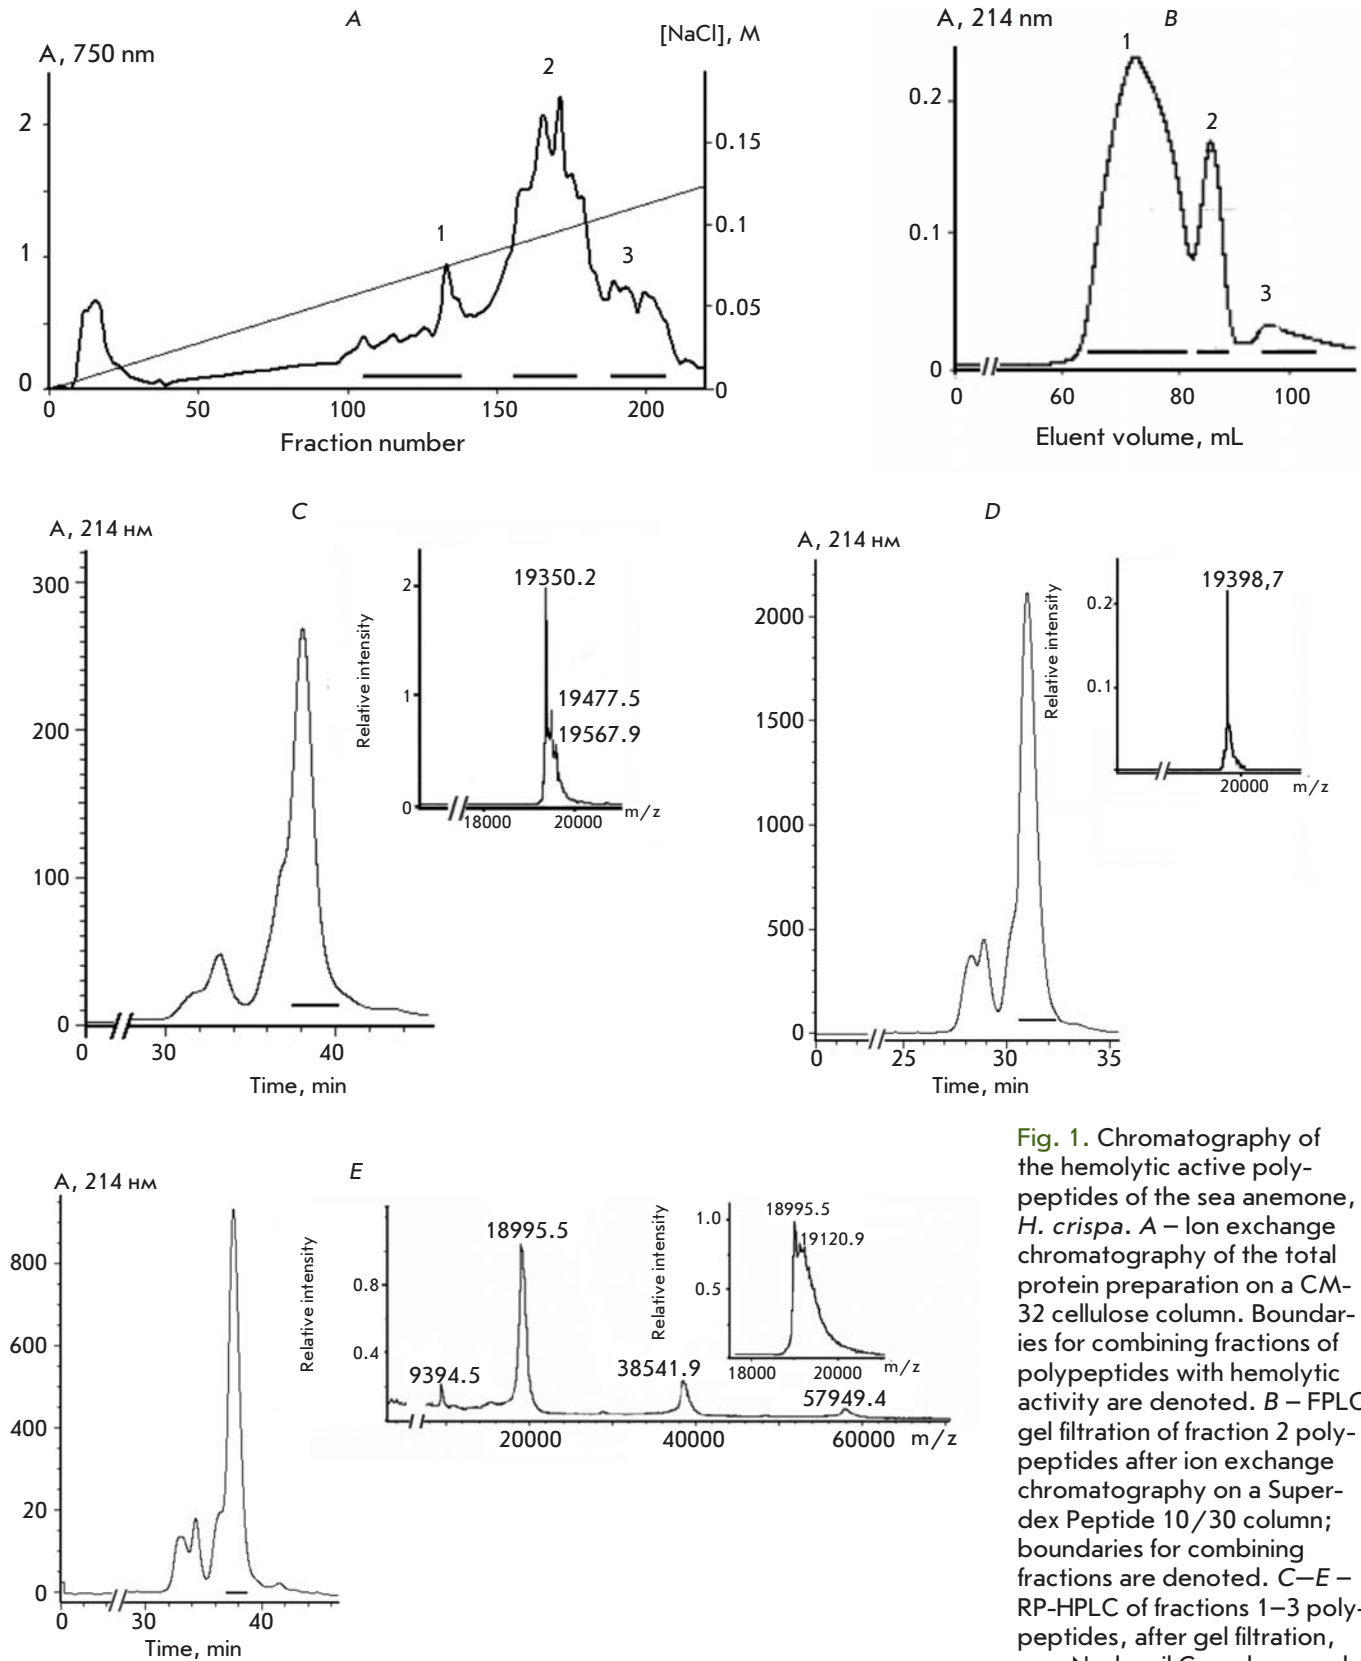 A
A, 750 nm
[NaCl], M
2
1
0
0.15
0.1
0.05
0
1
2
3
0 50 100 150 200
Fraction number
B
A, 214 nm
0.2
0.1
0
1
2
3
0 60 80 100
Eluent volume, mL
C
A, 214 нм
300
200
100
0
0 30 40
Time, min
Relative intensity
2
1
0
19350.2
19477.5
19567.9
18000 20000 m/z
D
A, 214 нм
2000
1500
1000
500
0
0 25 30 35
Time, min
Relative intensity
0.2
0.1
19398,7
20000 m/z
E
A, 214 нм
800
600
400
20
0
0 30 40
Time, min
Relative intensity
0.8
0.4
9394.5
18995.5
38541.9
57949.4
20000 40000 60000 m/z
Relative intensity
1.0
0.5
18995.5
19120.9
18000 20000 m/z
Fig. 1. Chromatography of
the hemolytic active poly-
peptides of the sea anemone,
H. crispa. A – Ion exchange
chromatography of the total
protein preparation on a CM-
32 cellulose column. Boundar-
ies for combining fractions of
polypeptides with hemolytic
activity are denoted. B – FPLC
gel filtration of fraction 2 poly-
peptides after ion exchange
chromatography on a Super-
dex Peptide 10/30 column;
boundaries for combining
fractions are denoted. C–E –
RP-HPLC of fractions 1–3 poly-
peptides, after gel filtration,